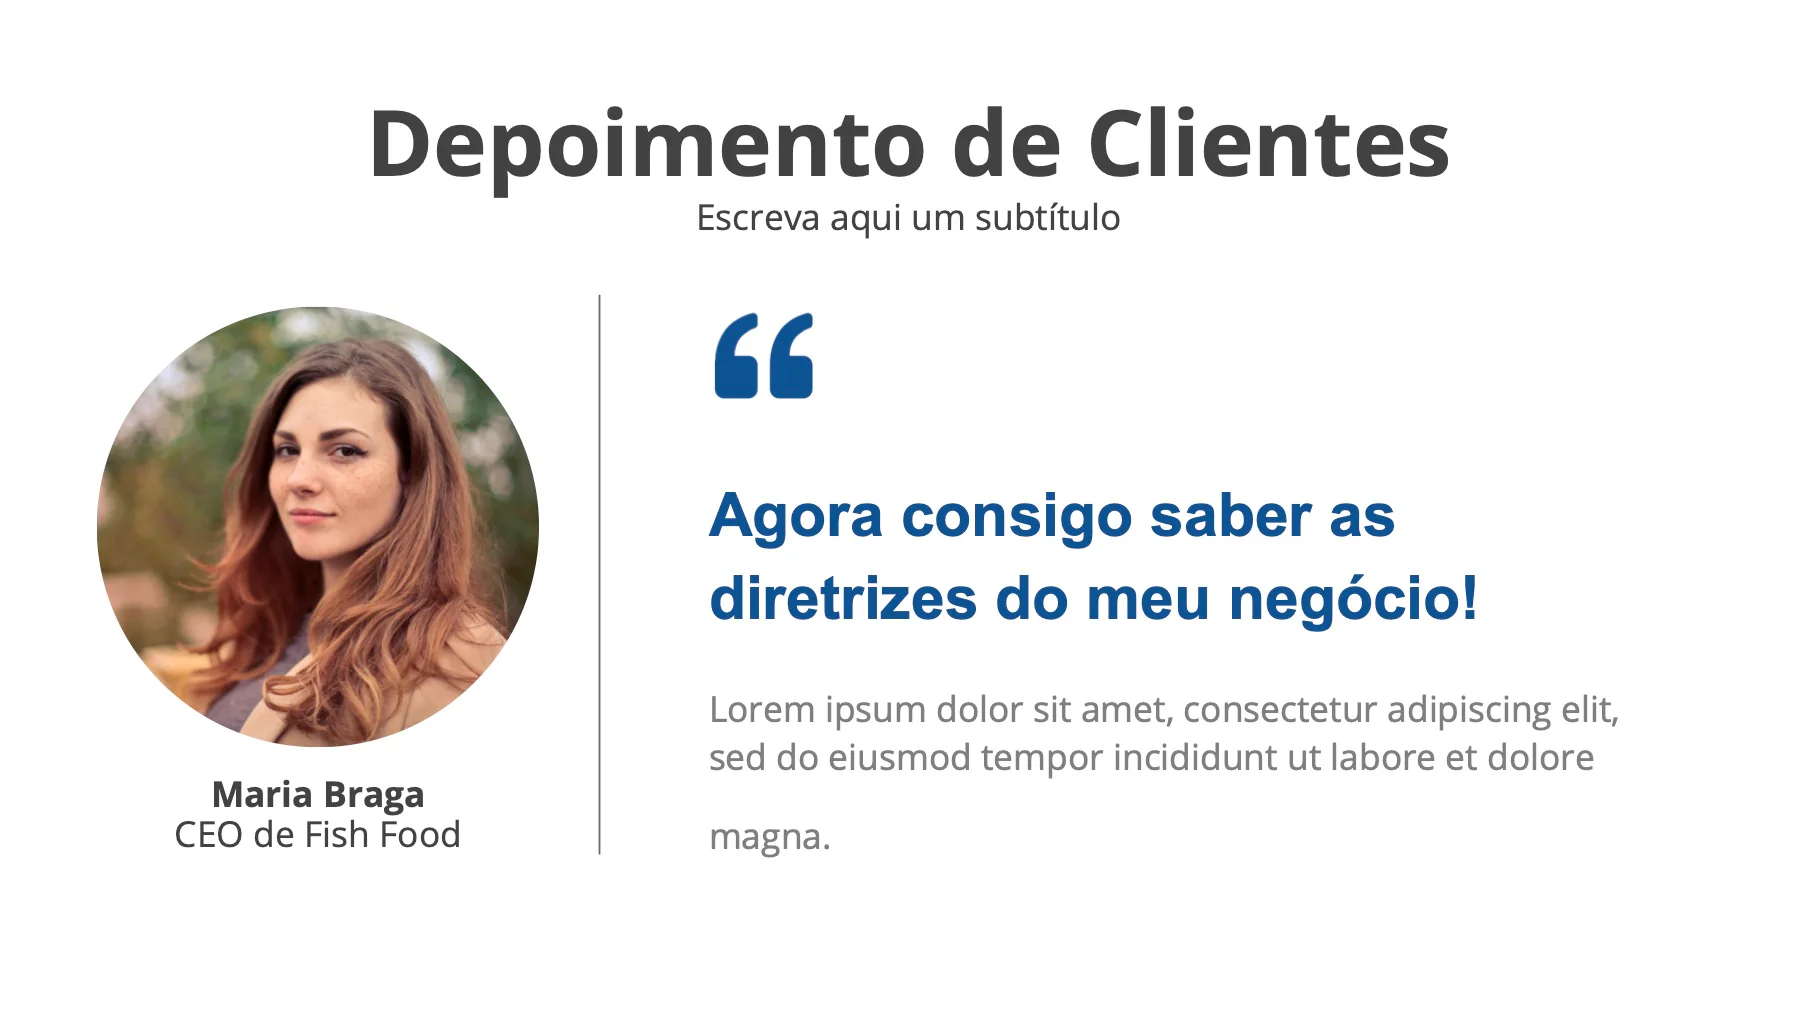 Depoimento de Clientes
Escreva aqui um subtítulo
Maria Braga
CEO de Fish Food
Agora consigo saber as
diretrizes do meu negócio!
Lorem ipsum dolor sit amet, consectetur adipiscing elit,
sed do eiusmod tempor incididunt ut labore et dolore
magna.